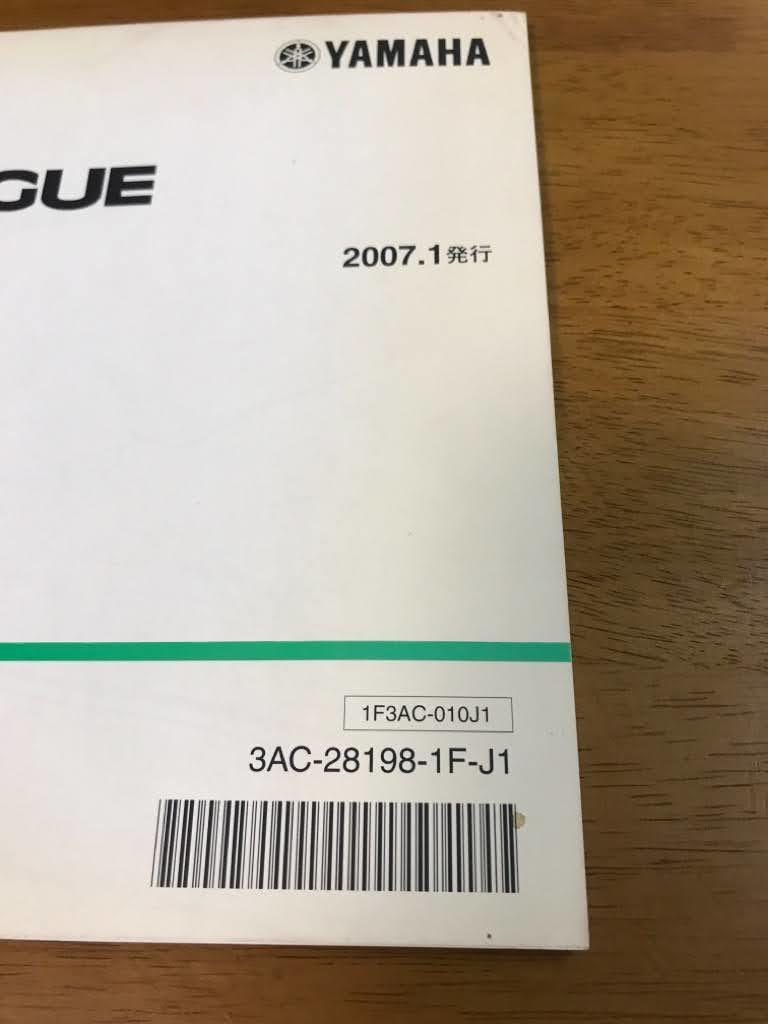 YAMAHA
GUE
2007.1発行
1F3AC-010J1
3AC-28198-1F-J1